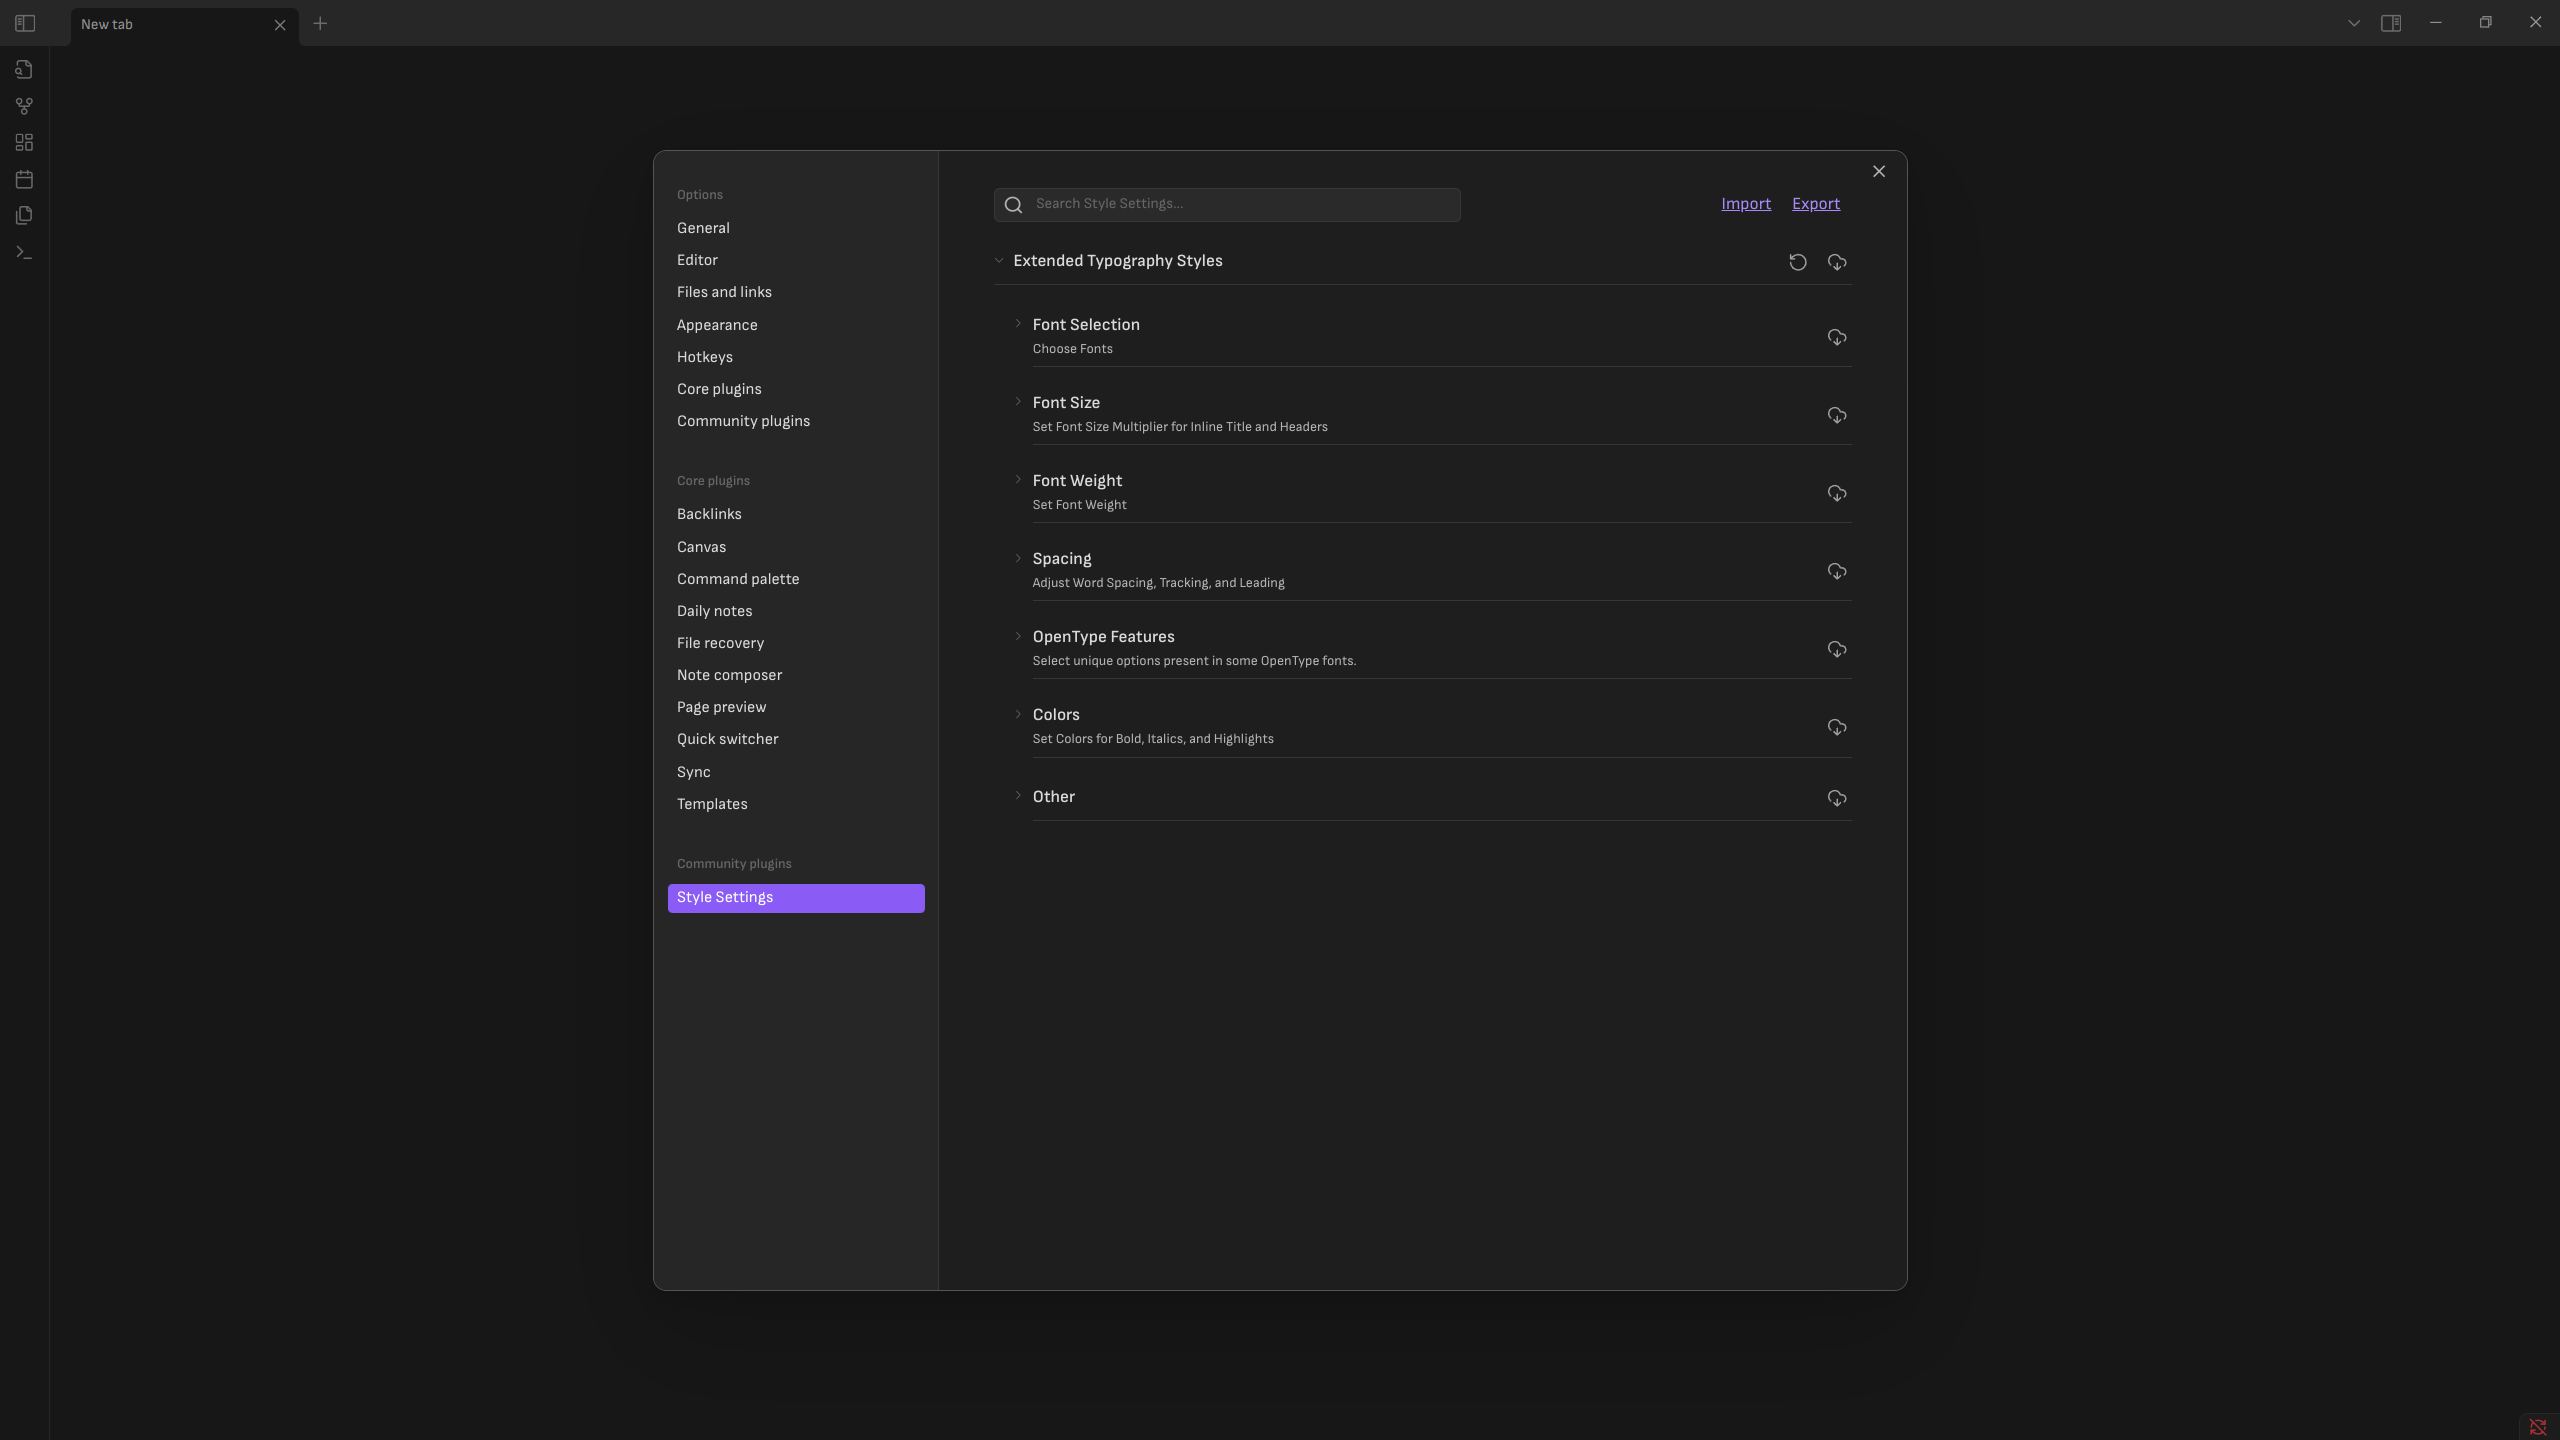 New tab
Options
General
Editor
Files and links
Appearance
Hotkeys
Core plugins
Community plugins
Core plugins
Backlinks
Canvas
Command palette
Daily notes
File recovery
Note composer
Page preview
Quick switcher
Sync
Templates
Community plugins
Style Settings
Search Style Settings...
Import Export
Extended Typography Styles
Font Selection
Choose Fonts
Font Size
Set Font Size Multiplier for Inline Title and Headers
Font Weight
Set Font Weight
Spacing
Adjust Word Spacing, Tracking, and Leading
OpenType Features
Select unique options present in some OpenType fonts.
Colors
Set Colors for Bold, Italics, and Highlights
Other